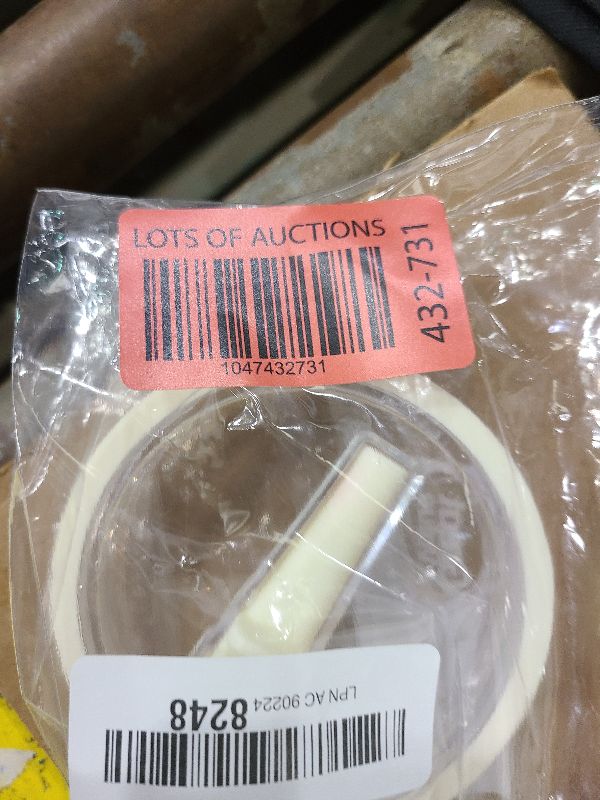 LOTS OF AUCTIONS
432-731
1047432731
LPN AC 90224
8248